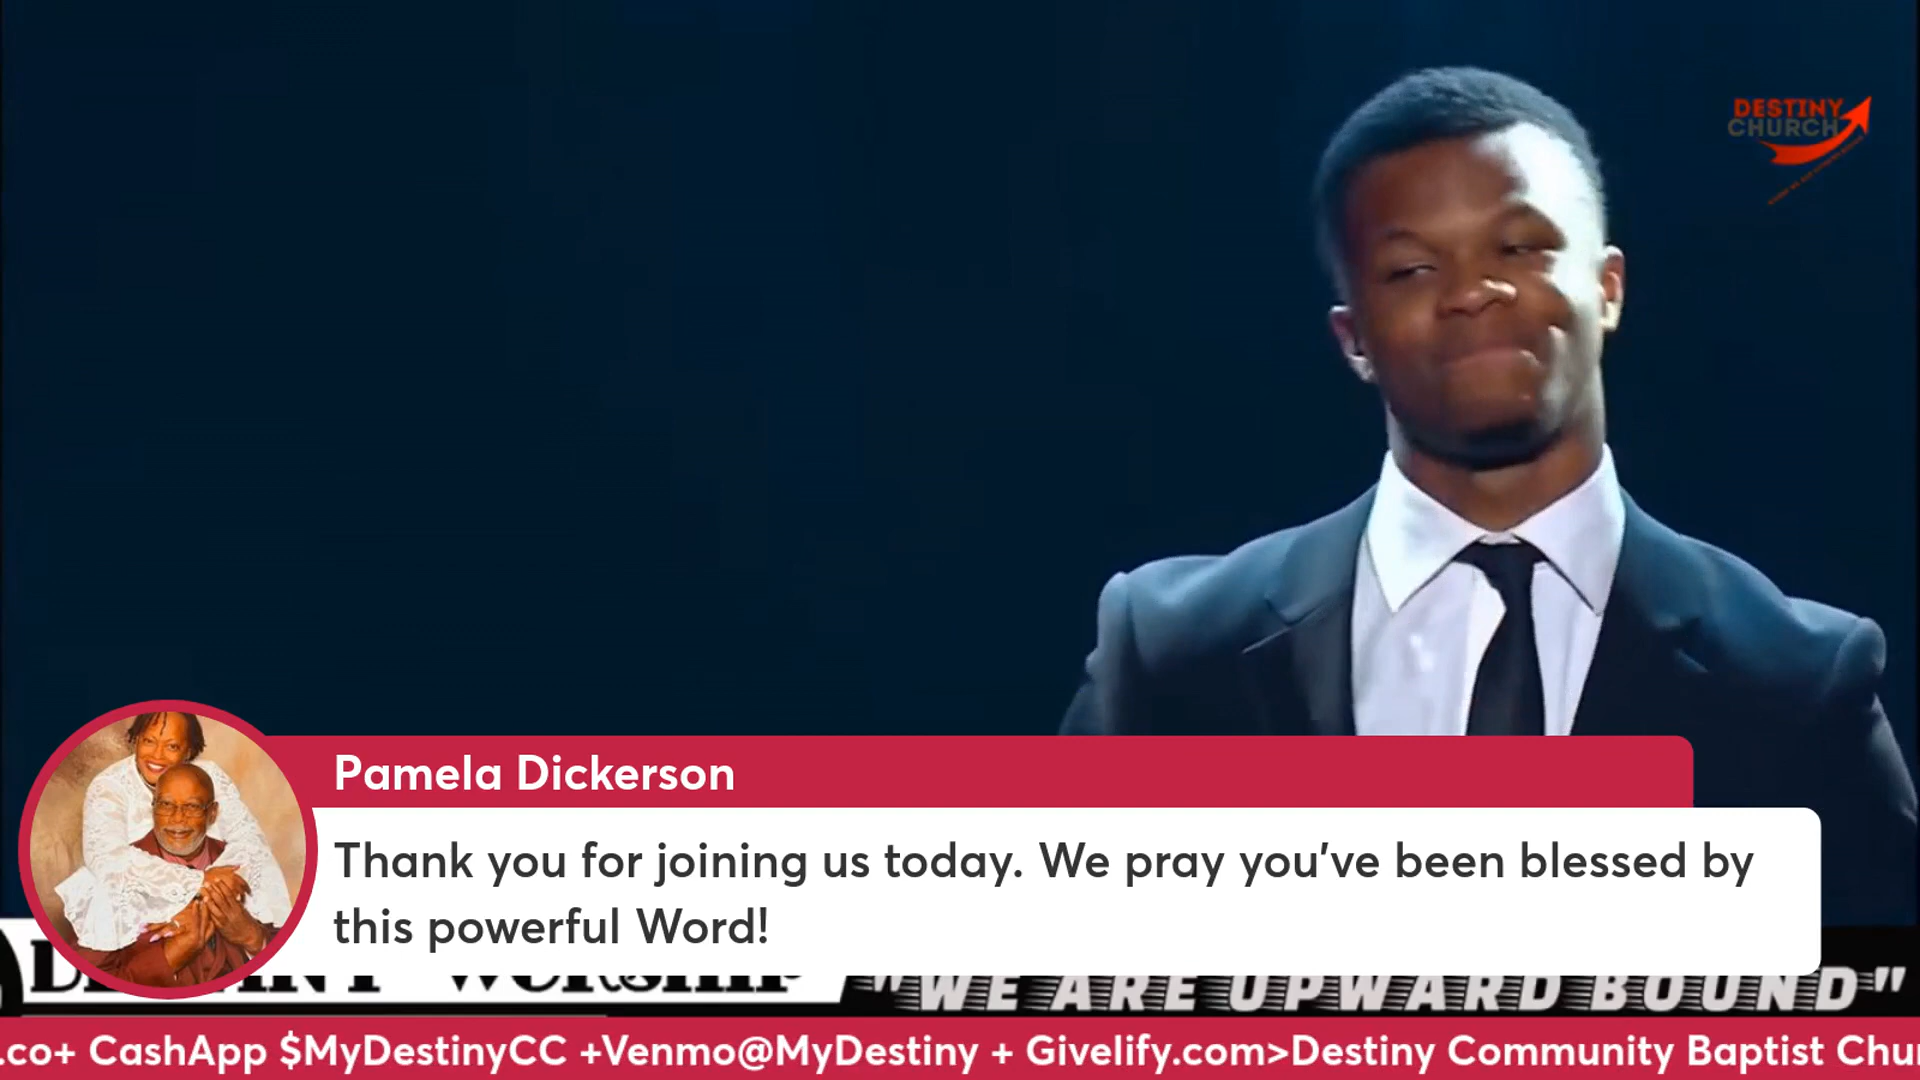 DESTINY
CHURCH
Pamela Dickerson
Thank you for joining us today. We pray you've been blessed by
this powerful Word!
"WE ARE UPWARD BOUND"
.co+ CashApp $MyDestinyCC +Venmo@MyDestiny + Givelify.com>Destiny Community Baptist Chur